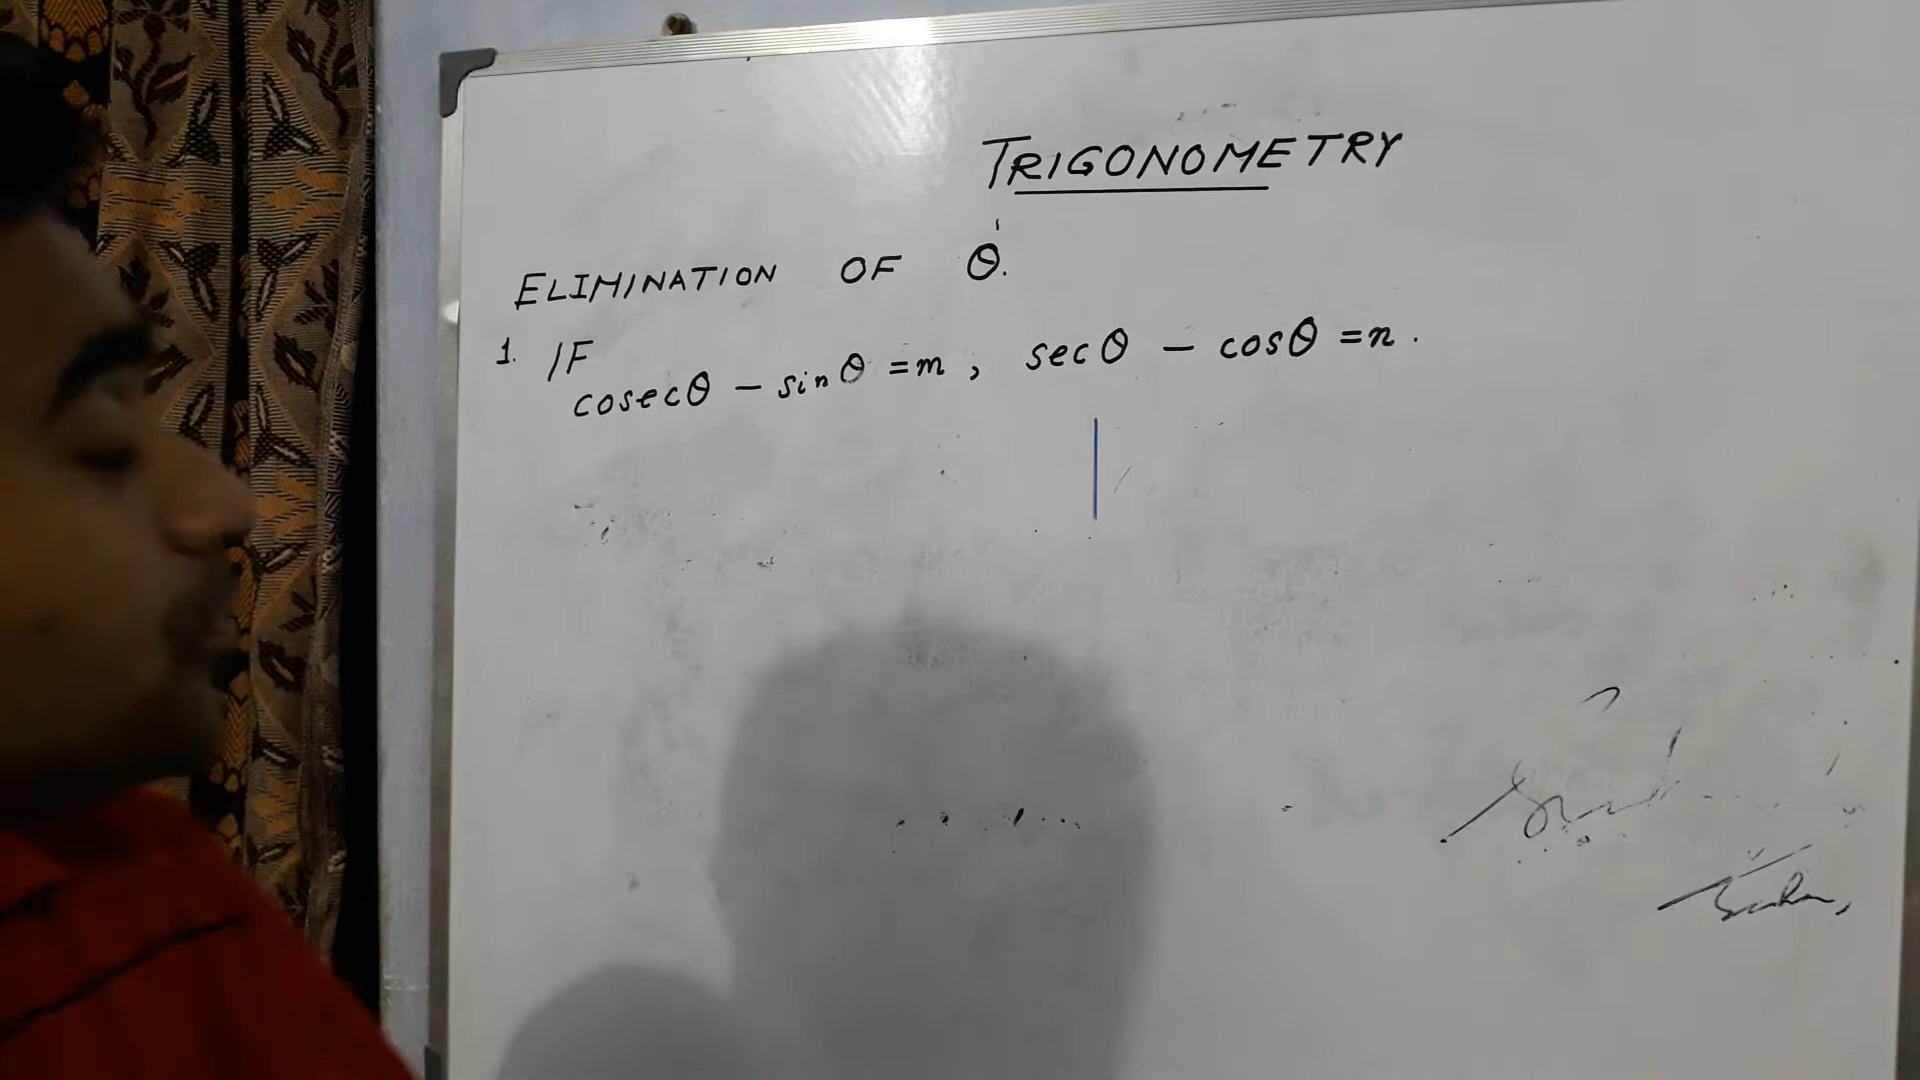 TRIGONOMETRY
ELIMINATION OF θ.
1. IF
cosecθ - sinθ = m, secθ - cosθ = n.